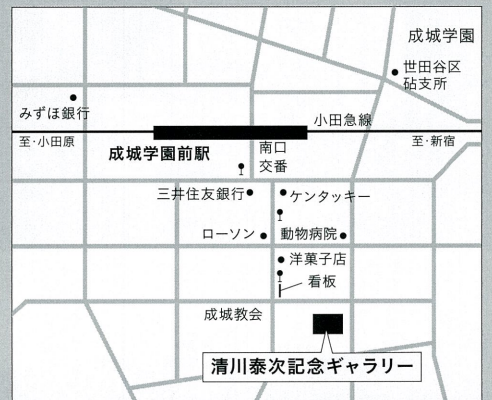 成城学園
世田谷区
砧支所
みずほ銀行
小田急線
至・小田原
至・新宿
成城学園前駅
南口
交番
三井住友銀行
ケンタッキー
ローソン
動物病院
洋菓子店
看板
成城教会
清川泰次記念ギャラリー